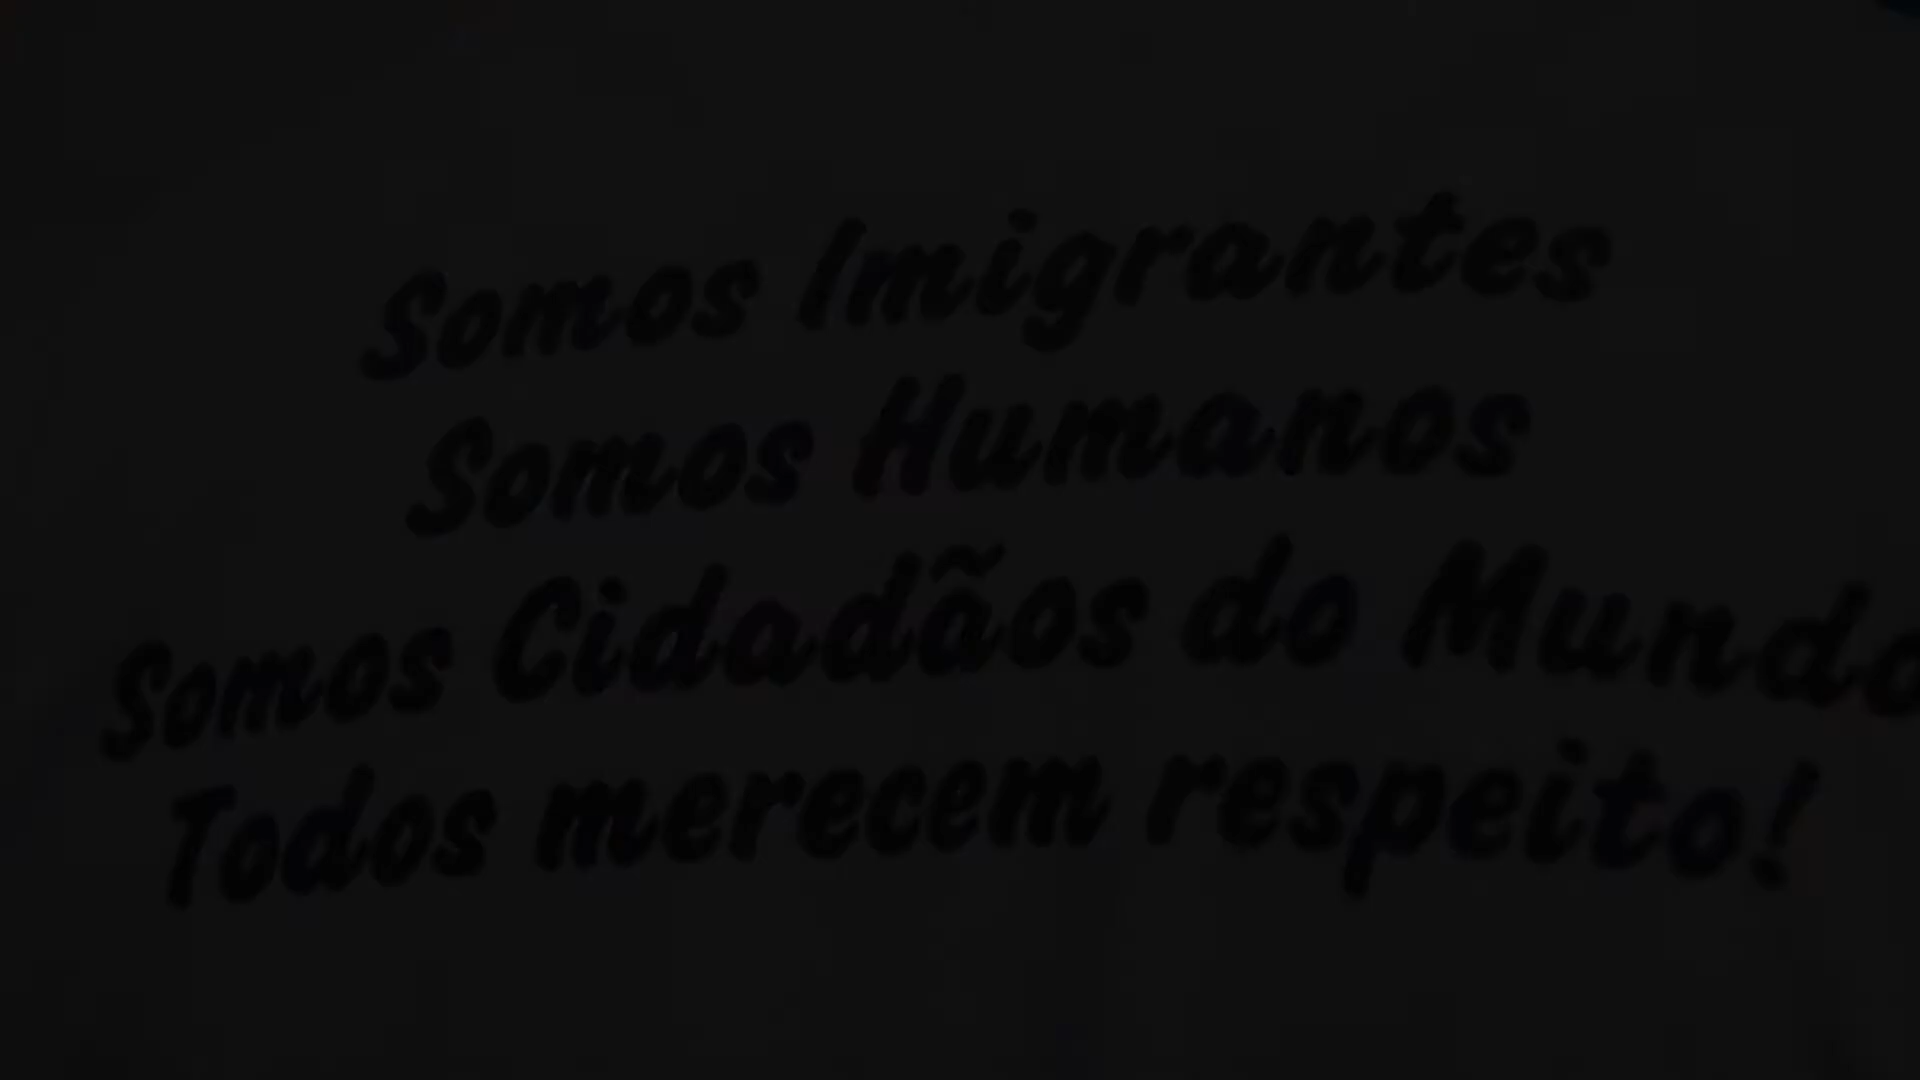 Somos Imigrantes
Somos Humanos
Somos Cidadãos do Mundo
Todos merecem respeito!